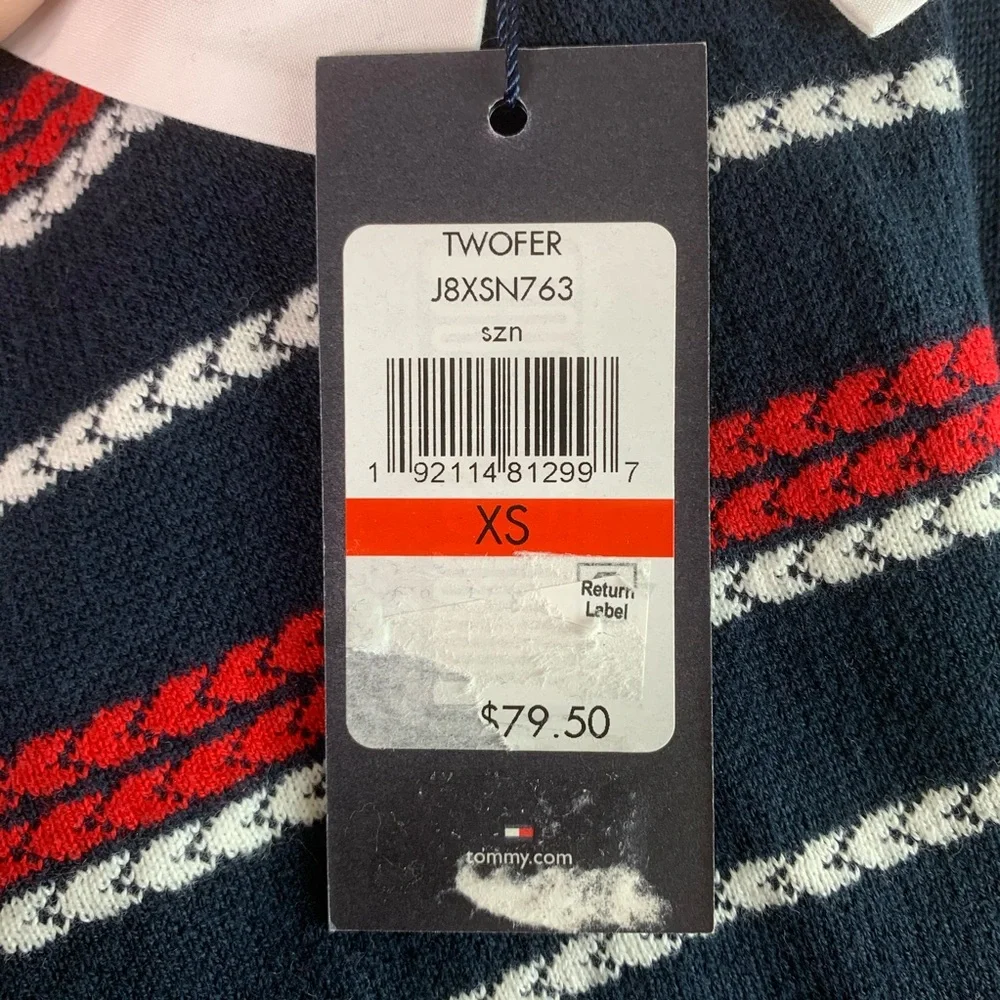 TWOFER
J8XSN763
szn
1 92114 81299 7
XS
Return
Label
$79.50
tommy.com